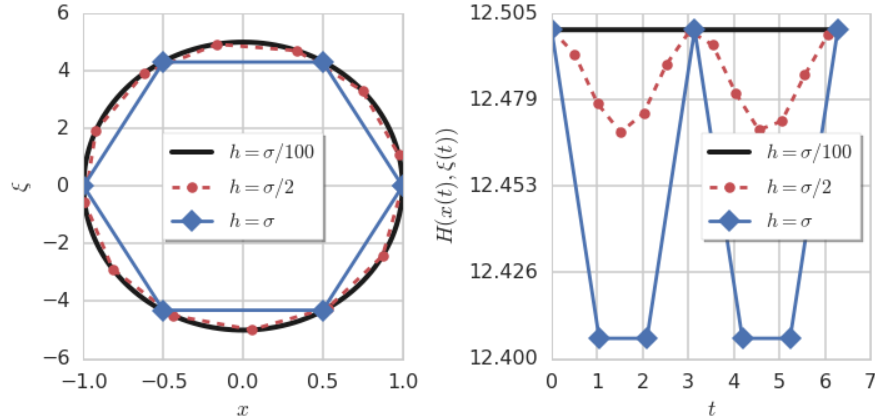 6
4
2
0
−2
−4
−6
ξ
h = σ/100
h = σ/2
h = σ
−1.0 −0.5 0.0 0.5 1.0
x
12.505
12.479
12.453
12.426
12.400
H(x(t), ξ(t))
h = σ/100
h = σ/2
h = σ
0 1 2 3 4 5 6 7
t